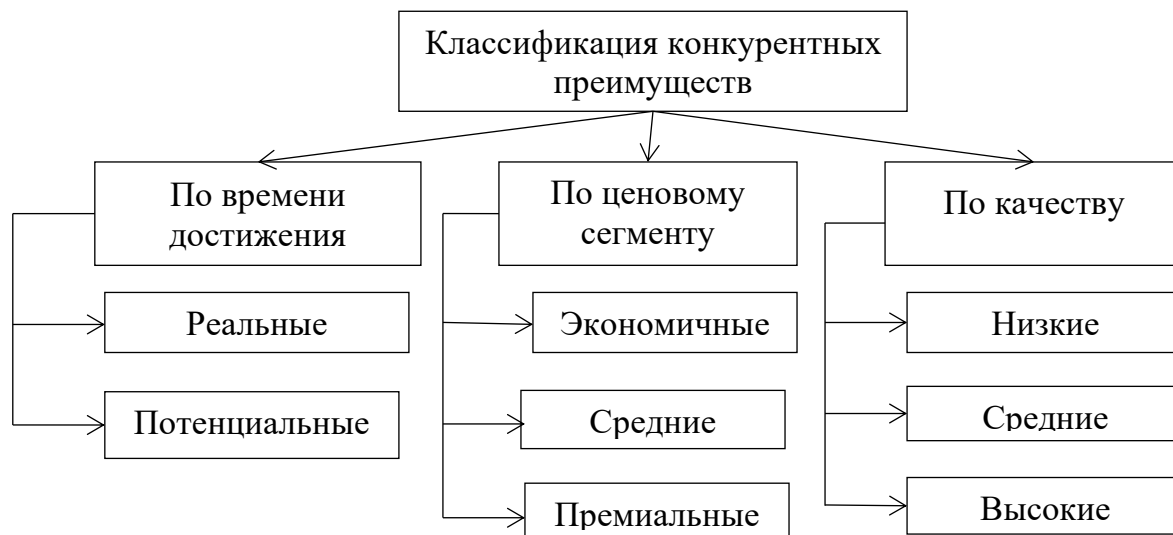 Классификация конкурентных
преимуществ
По времени
достижения
По ценовому
сегменту
По качеству
Реальные
Экономичные
Низкие
Потенциальные
Средние
Средние
Премиальные
Высокие